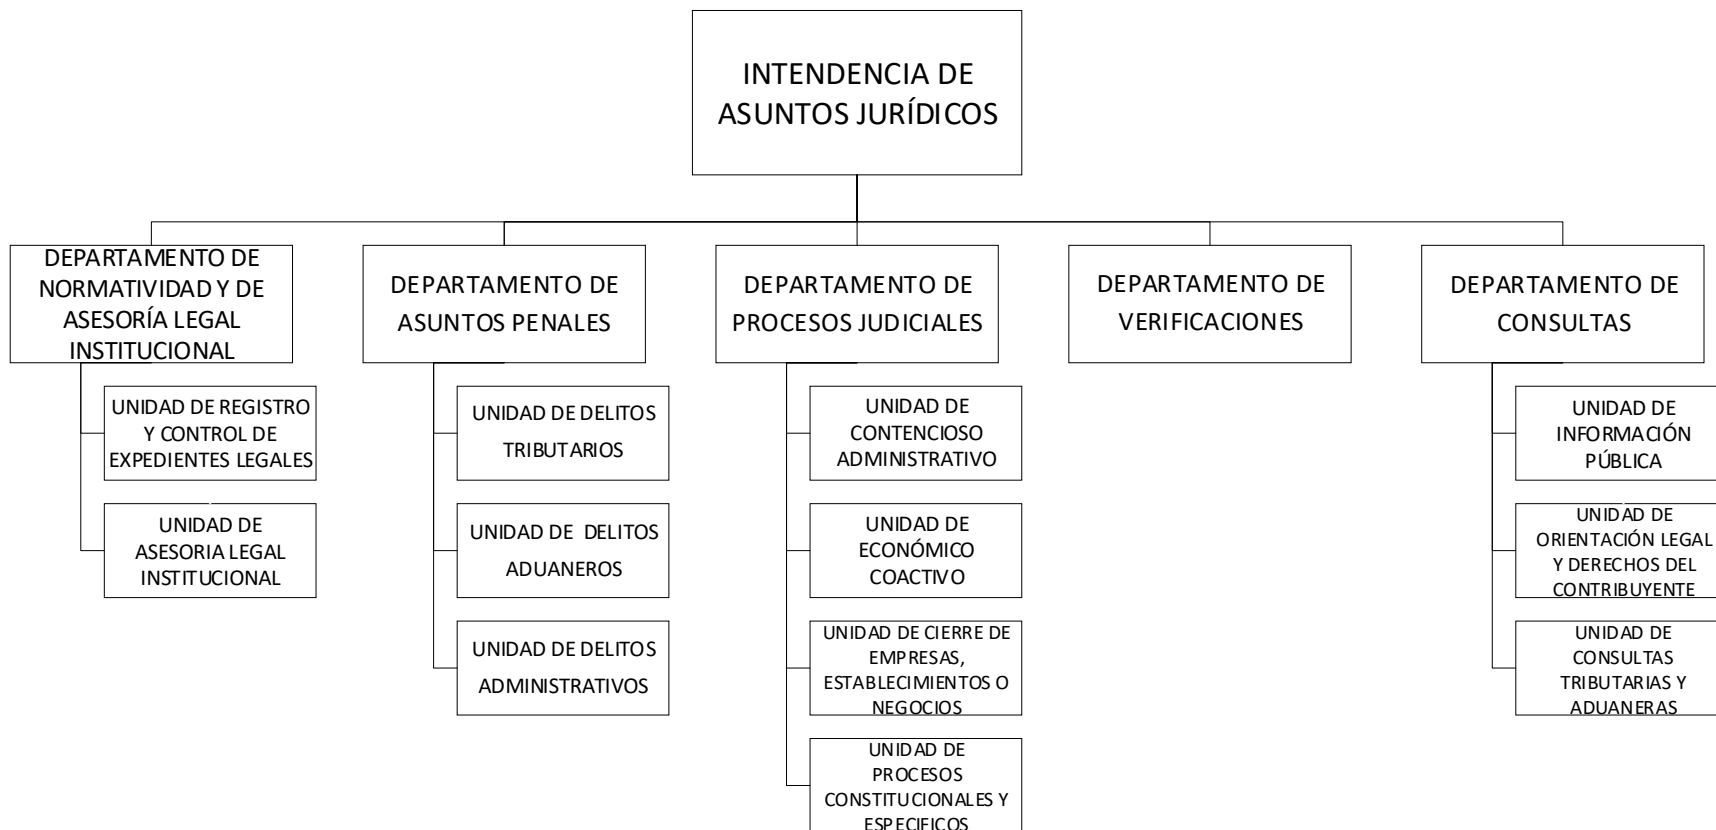 INTENDENCIA DE
ASUNTOS JURÍDICOS
DEPARTAMENTO DE
NORMATIVIDAD Y DE
ASESORÍA LEGAL
INSTITUCIONAL
UNIDAD DE REGISTRO
Y CONTROL DE
EXPEDIENTES LEGALES
UNIDAD DE
ASESORIA LEGAL
INSTITUCIONAL
DEPARTAMENTO DE
ASUNTOS PENALES
UNIDAD DE DELITOS
TRIBUTARIOS
UNIDAD DE DELITOS
ADUANEROS
UNIDAD DE DELITOS
ADMINISTRATIVOS
DEPARTAMENTO DE
PROCESOS JUDICIALES
UNIDAD DE
CONTENCIOSO
ADMINISTRATIVO
UNIDAD DE
ECONÓMICO
COACTIVO
UNIDAD DE CIERRE DE
EMPRESAS,
ESTABLECIMIENTOS O
NEGOCIOS
UNIDAD DE
PROCESOS
CONSTITUCIONALES Y
ESPECIFICOS
DEPARTAMENTO DE
VERIFICACIONES
DEPARTAMENTO DE
CONSULTAS
UNIDAD DE
INFORMACIÓN
PÚBLICA
UNIDAD DE
ORIENTACIÓN LEGAL
Y DERECHOS DEL
CONTRIBUYENTE
UNIDAD DE
CONSULTAS
TRIBUTARIAS Y
ADUANERAS